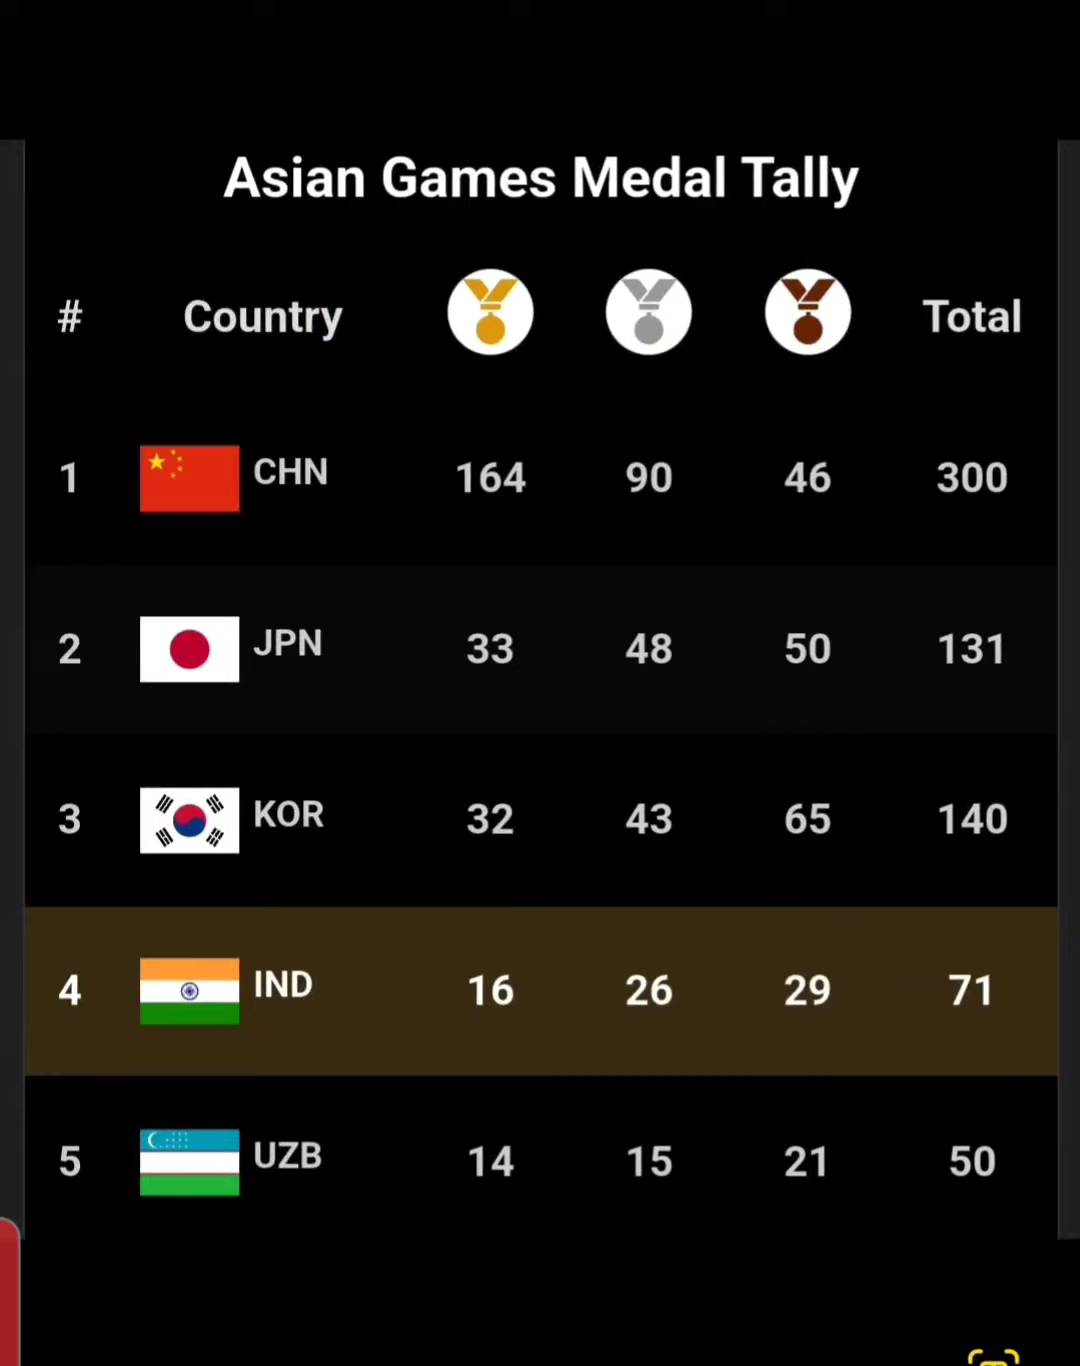 Asian Games Medal Tally
# Country Total
1 CHN 164 90 46 300
2 JPN 33 48 50 131
3 KOR 32 43 65 140
4 IND 16 26 29 71
5 UZB 14 15 21 50